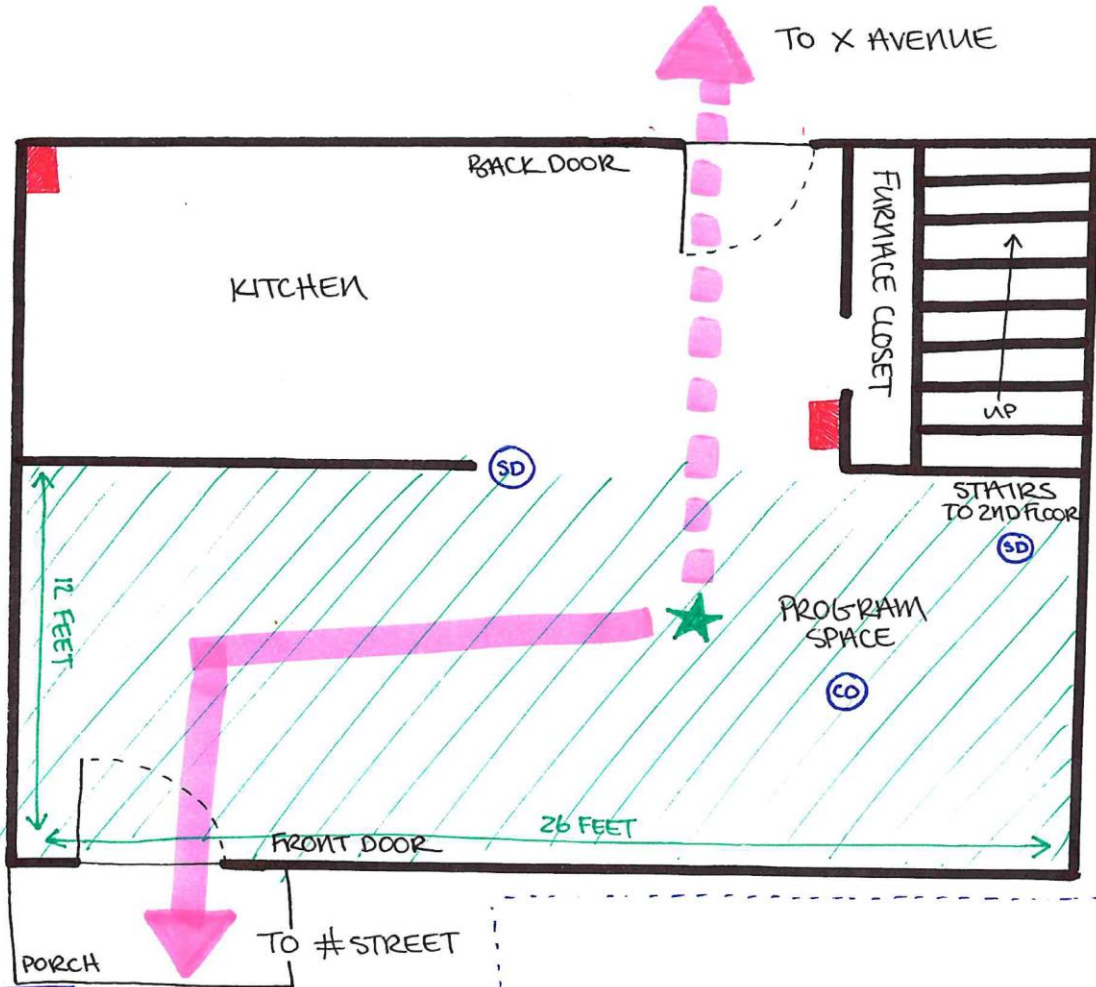 TO X AVENUE
BACK DOOR
KITCHEN
FURNACE CLOSET
UP
SD
STAIRS
TO 2ND FLOOR
SD
12 FEET
PROGRAM
SPACE
CO
26 FEET
FRONT DOOR
TO # STREET
PORCH